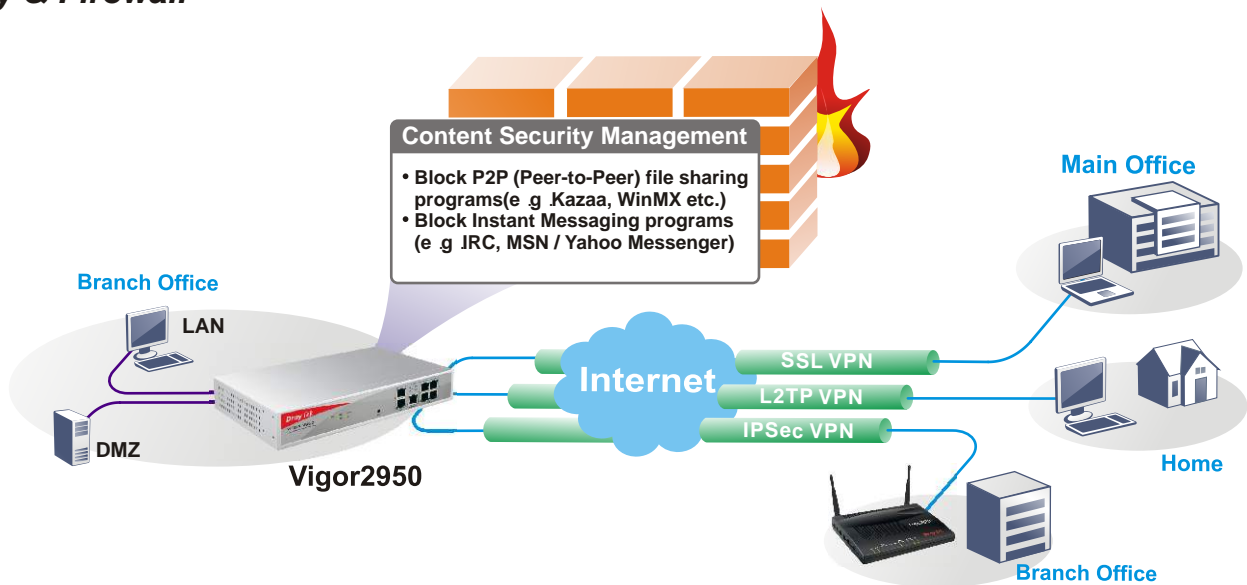 & Firewall
Content Security Management
• Block P2P (Peer-to-Peer) file sharing
programs(e .g .Kazaa, WinMX etc.)
• Block Instant Messaging programs
(e .g .IRC, MSN / Yahoo Messenger)
Main Office
Branch Office
LAN
SSL VPN
Internet
L2TP VPN
IPSec VPN
DMZ
Vigor2950
Home
Branch Office